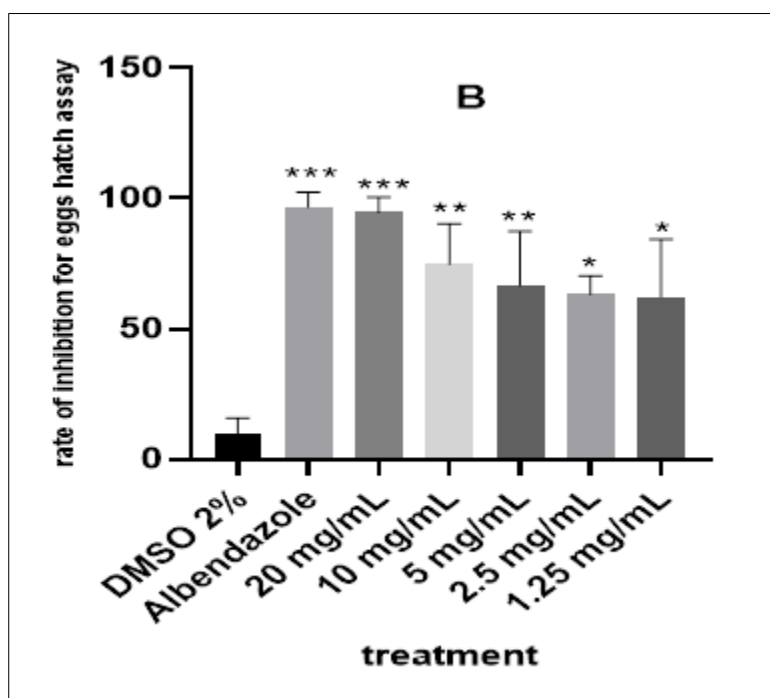 B
rate of inhibition for eggs hatch assay
150
100
50
0
***
***
**
**
*
*
DMSO 2%
Albendazole
20 mg/mL
10 mg/mL
5 mg/mL
2.5 mg/mL
1.25 mg/mL
treatment